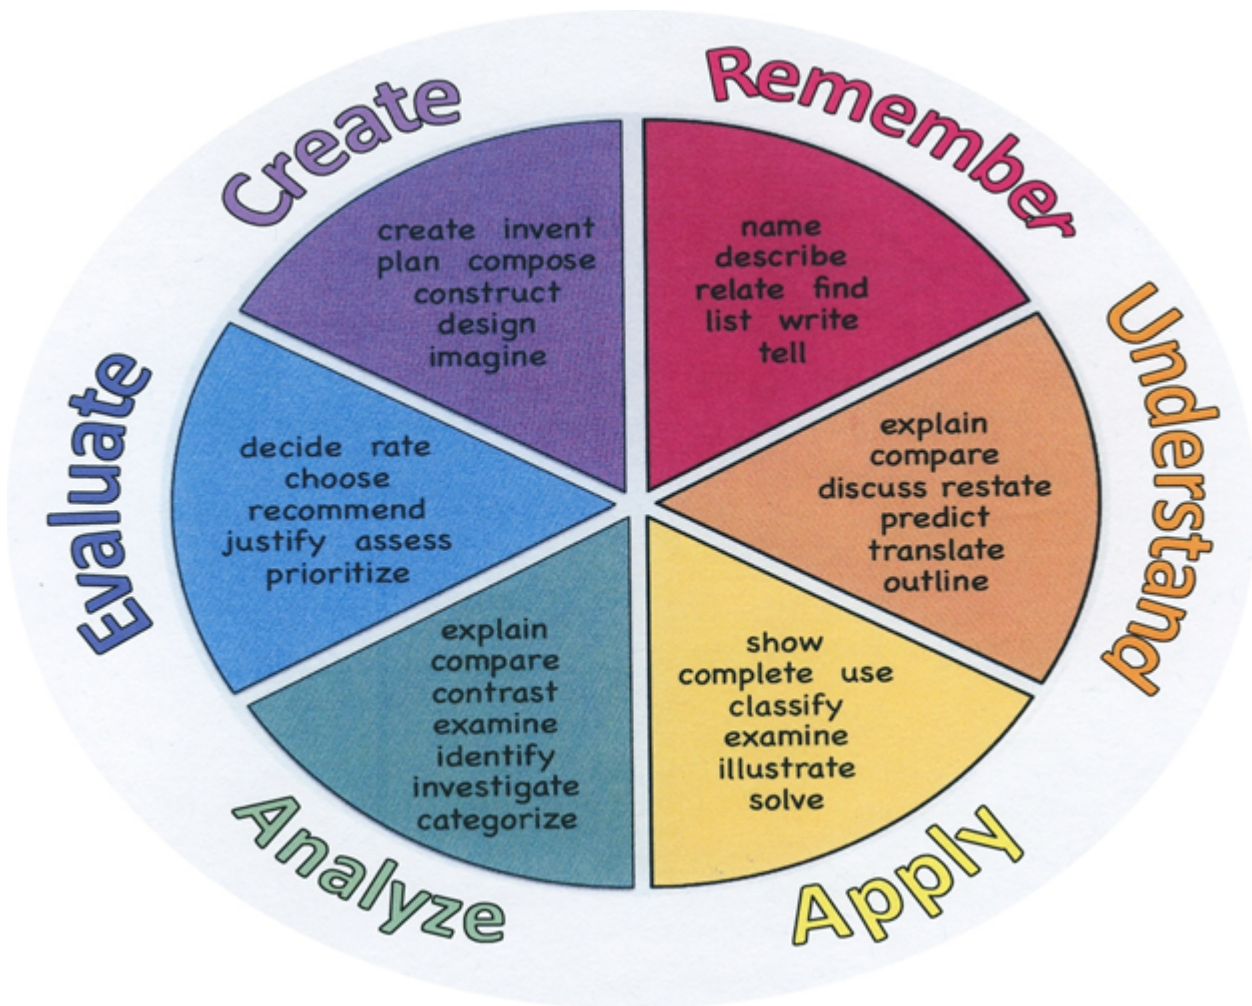 Remember
name
describe
relate find
list write
tell
Understand
explain
compare
discuss restate
predict
translate
outline
Apply
show
complete use
classify
examine
illustrate
solve
Analyze
explain
compare
contrast
examine
identify
investigate
categorize
Evaluate
decide rate
choose
recommend
justify assess
prioritize
Create
create invent
plan compose
construct
design
imagine